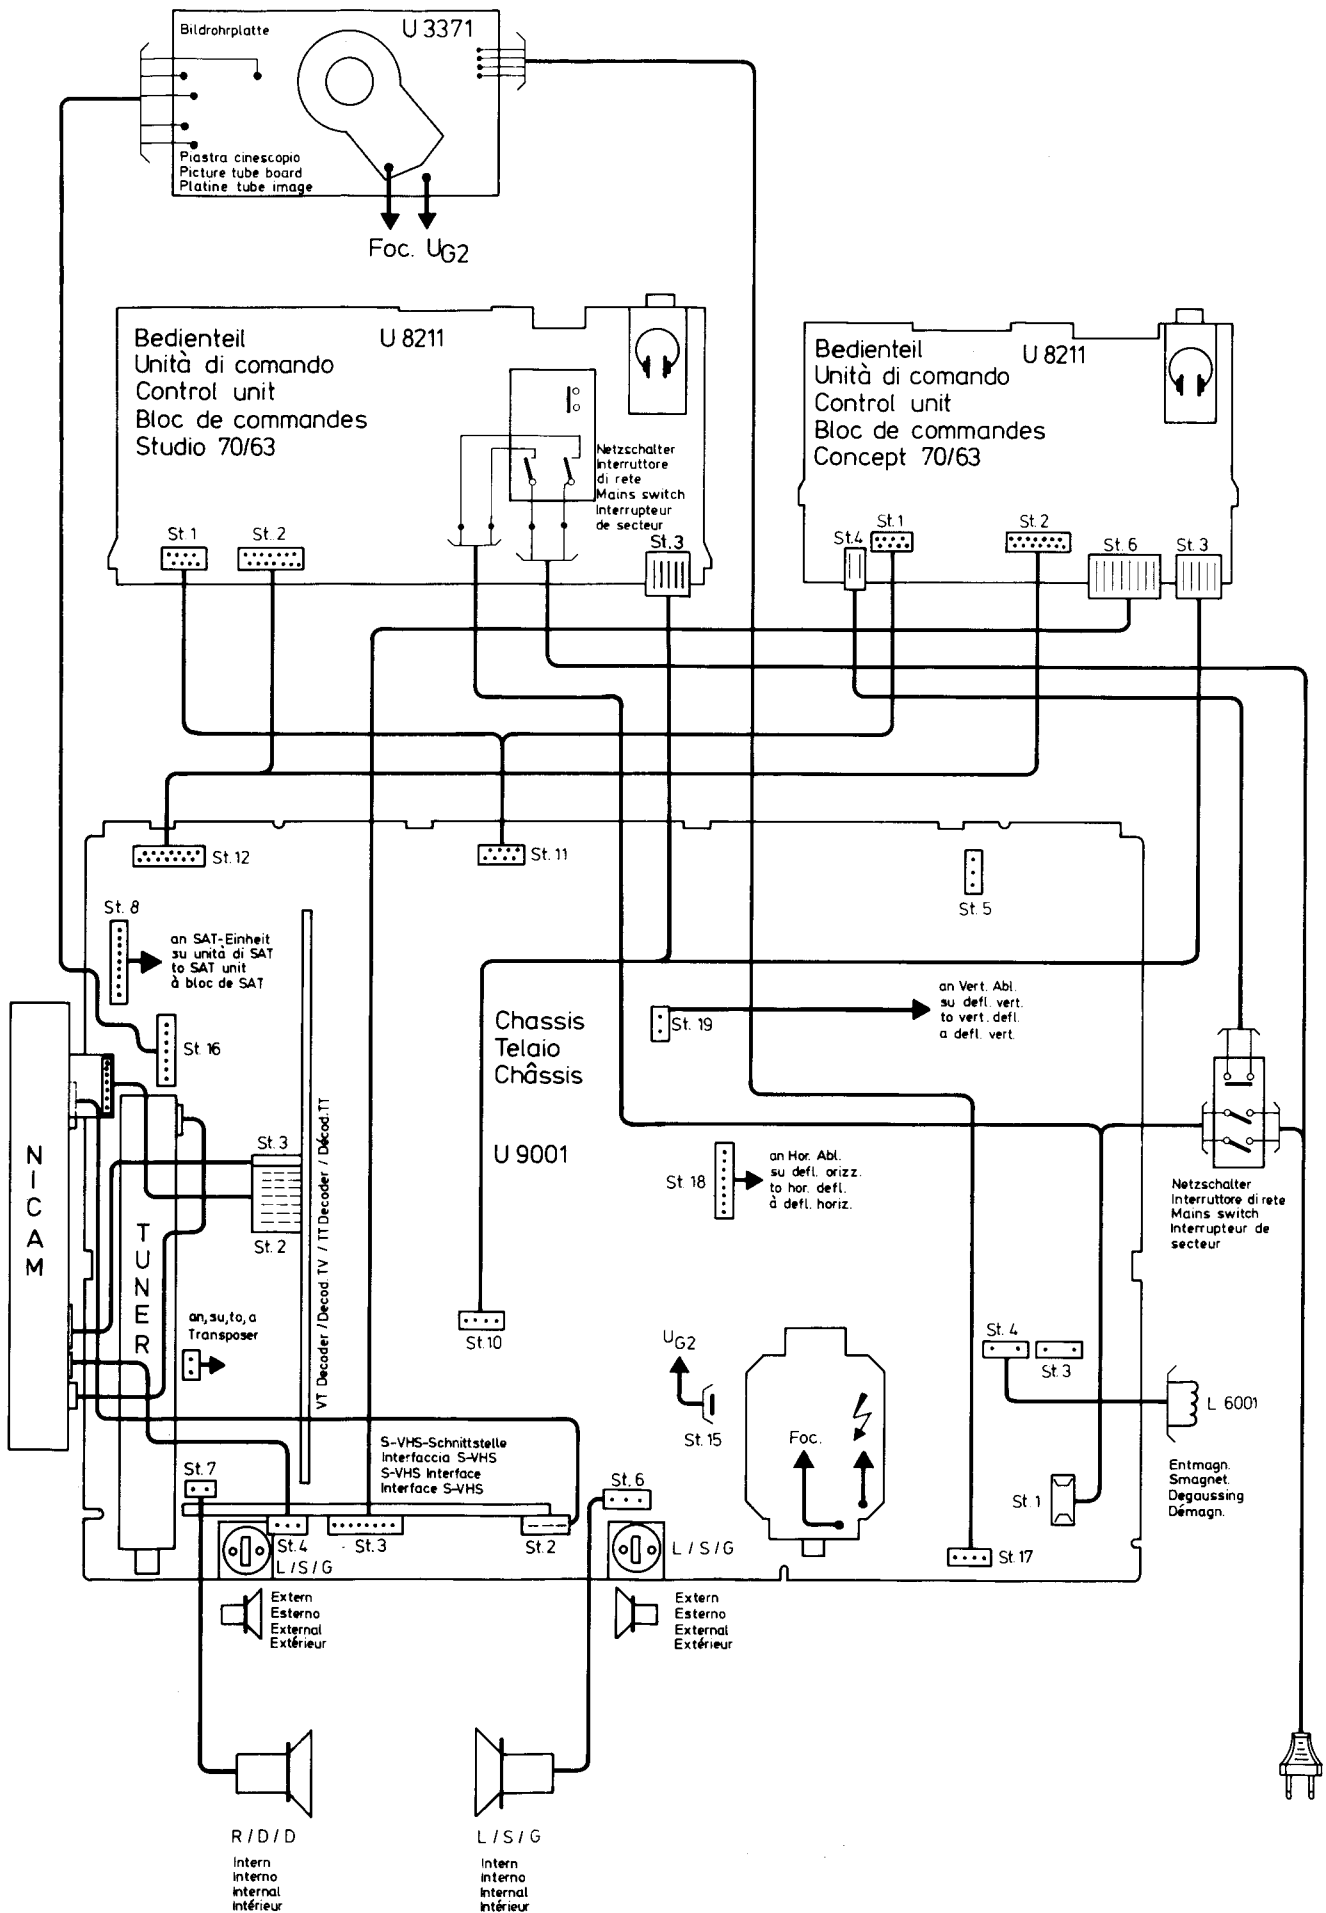 Bildrohrplatte
U 3371
Piastra cinescopio
Picture tube board
Platine tube image
Foc. UG2
Bedienteil
Unità di comando
Control unit
Bloc de commandes
Studio 70/63
U 8211
Netzschalter
Interruttore
di rete
Mains switch
Interrupteur
de secteur
St. 1
St. 2
St. 3
Bedienteil
Unità di comando
Control unit
Bloc de commandes
Concept 70/63
U 8211
St. 4
St. 1
St. 2
St. 6
St. 3
St. 12
St. 11
St. 5
St. 8
an SAT-Einheit
su unità di SAT
to SAT unit
à bloc de SAT
St. 16
Chassis
Telaio
Châssis
U 9001
St. 19
an Vert. Abl.
su defl. vert.
to vert. defl.
a defl. vert.
St. 18
an Hor. Abl.
su defl. orizz.
to hor. defl.
à defl. horiz.
Netzschalter
Interruttore di rete
Mains switch
Interrupteur de
secteur
NICAM
TUNER
St. 3
St. 2
VT Decoder / Decod. TV / TT Decoder / Décod. TT
an, su, to, a
Transposer
St. 10
UG2
St. 15
Foc.
St. 4
St. 3
L 6001
Entmagn.
Smagnet.
Degaussing
Démagn.
St. 1
St. 17
S-VHS-Schnittstelle
Interfaccia S-VHS
S-VHS Interface
Interface S-VHS
St. 7
St. 4
St. 3
St. 2
St. 6
L / S / G
L / S / G
Extern
Esterno
External
Extérieur
Extern
Esterno
External
Extérieur
R / D / D
Intern
Interno
Internal
Intérieur
L / S / G
Intern
Interno
Internal
Intérieur